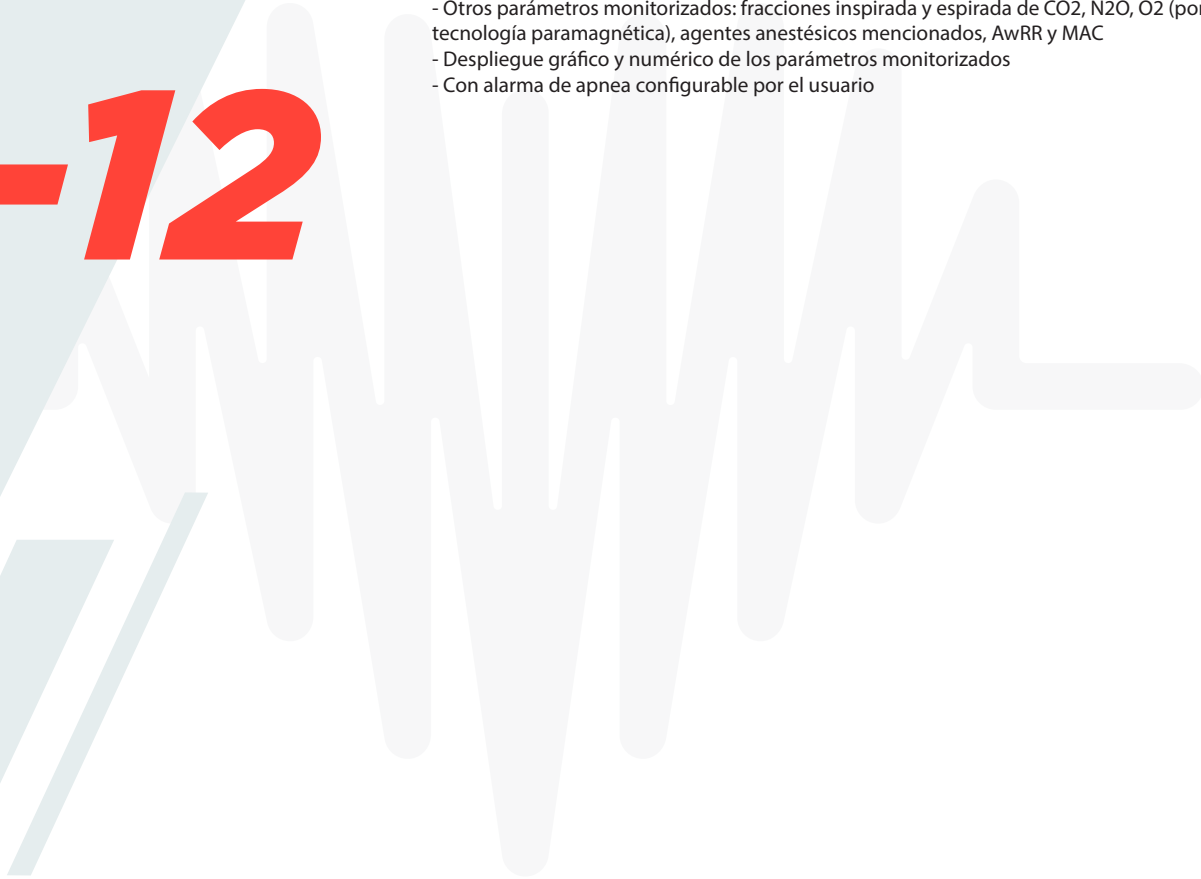 - Otros parámetros monitorizados: fracciones inspirada y espirada de CO2, N2O, O2 (por
tecnología paramagnética), agentes anestésicos mencionados, AwRR y MAC
- Despliegue gráfico y numérico de los parámetros monitorizados
- Con alarma de apnea configurable por el usuario
-12